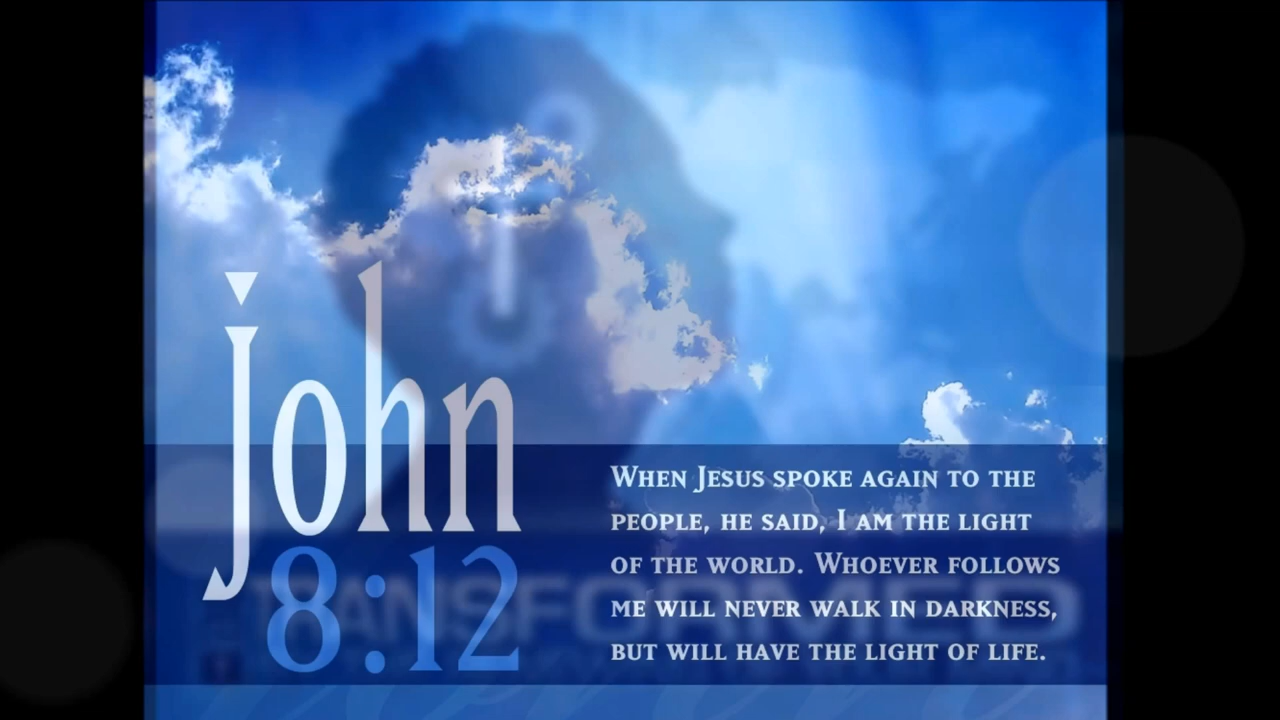 john
8:12
When Jesus spoke again to the
people, he said, I am the light
of the world. Whoever follows
me will never walk in darkness,
but will have the light of life.
TRANSFORMED